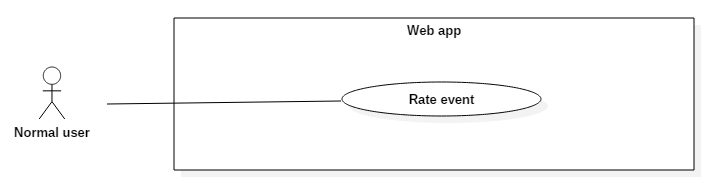 Web app
Rate event
Normal user